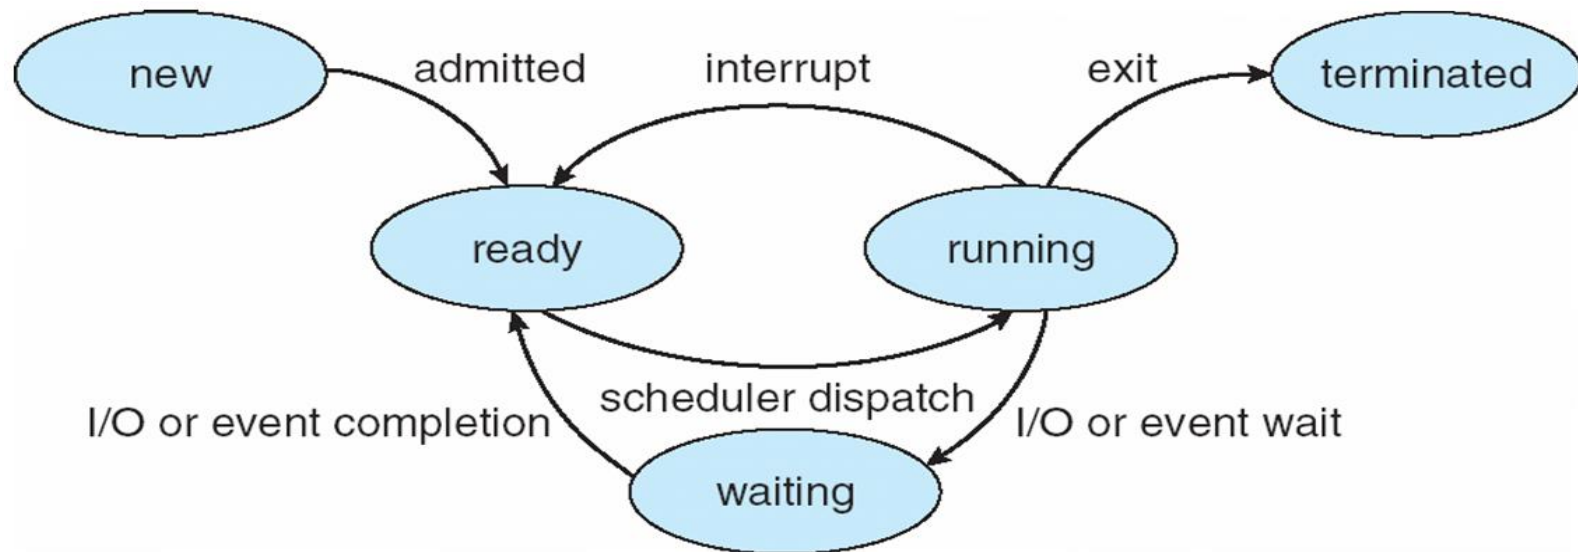 new
admitted
interrupt
exit
terminated
ready
running
scheduler dispatch
I/O or event completion
I/O or event wait
waiting